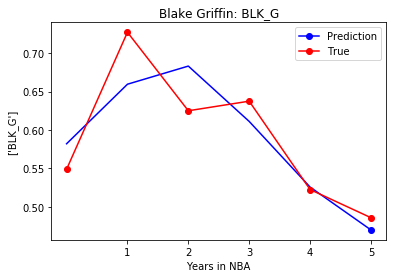 Blake Griffin: BLK_G
Prediction
True
0.70
0.65
0.60
0.55
0.50
['BLK_G']
1 2 3 4 5
Years in NBA